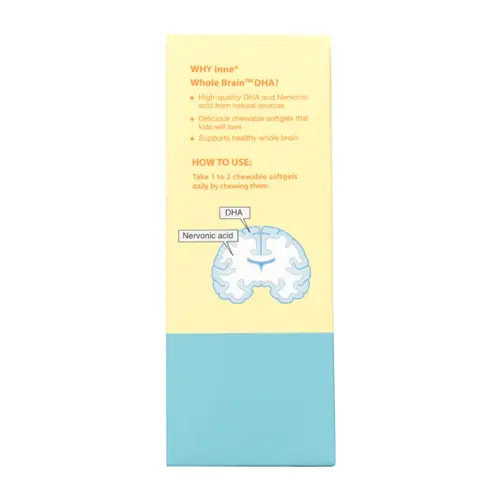 WHY inne®
Whole Brain™ DHA?
• High-quality DHA and Nervonic
acid from natural sources
• Delicious chewable softgels that
kids will love
• Supports healthy whole brain
HOW TO USE:
Take 1 to 2 chewable softgels
daily by chewing them.
DHA
Nervonic acid